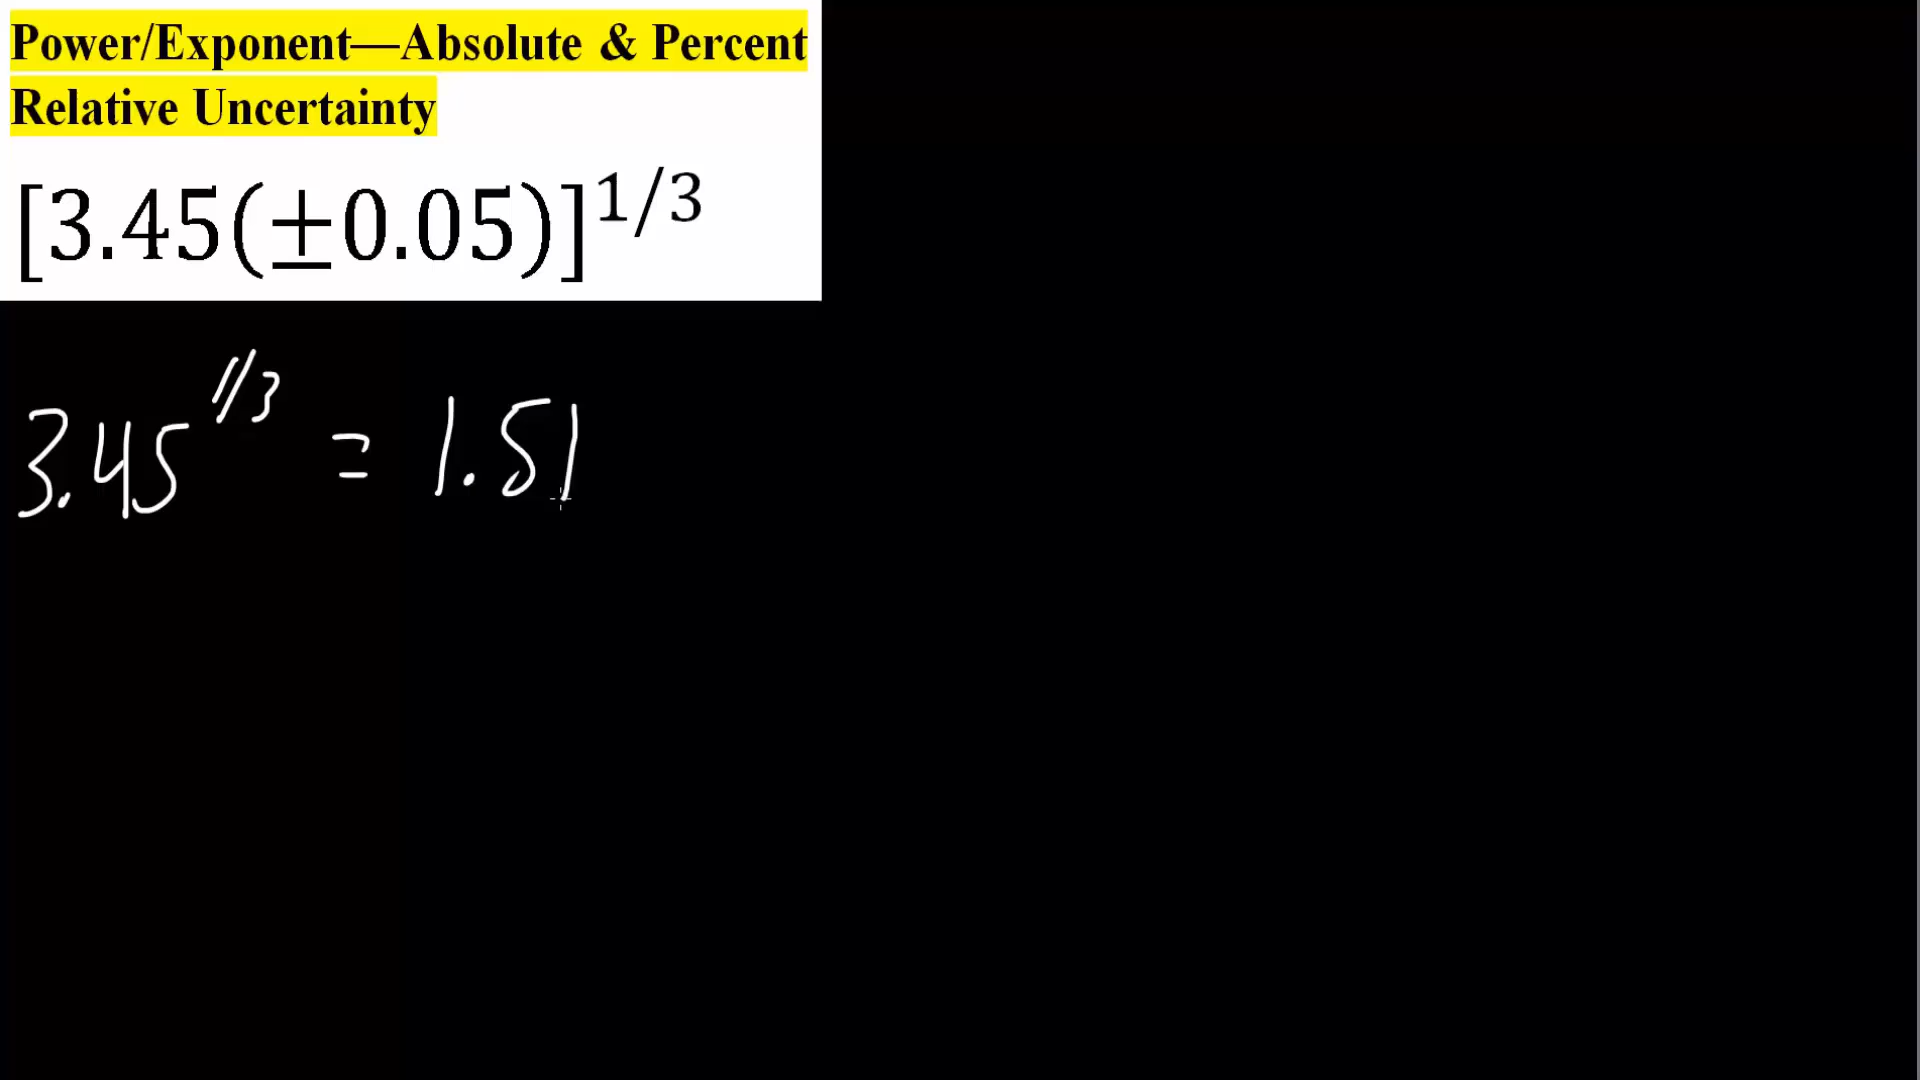 Power/Exponent—Absolute & Percent
Relative Uncertainty
[3.45(±0.05)]^{1/3}
3.45^{1/3} = 1.51